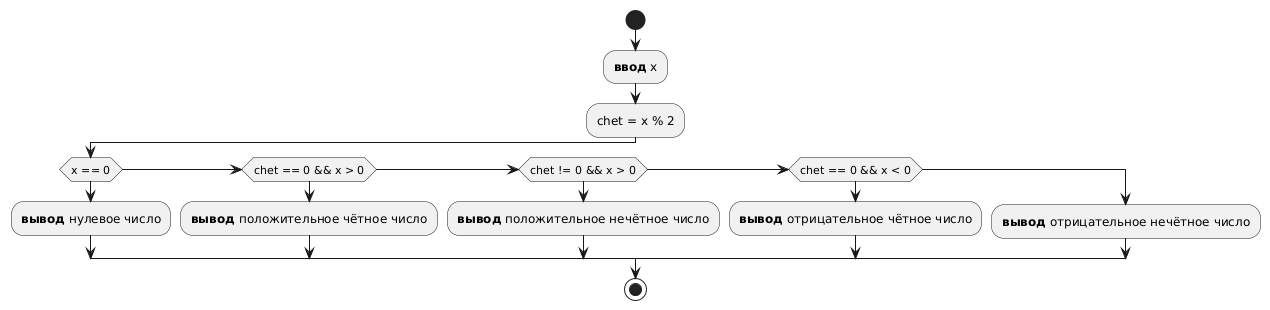 ввод x
chet = x % 2
x == 0
chet == 0 && x > 0
chet != 0 && x > 0
chet == 0 && x < 0
вывод нулевое число
вывод положительное чётное число
вывод положительное нечётное число
вывод отрицательное чётное число
вывод отрицательное нечётное число